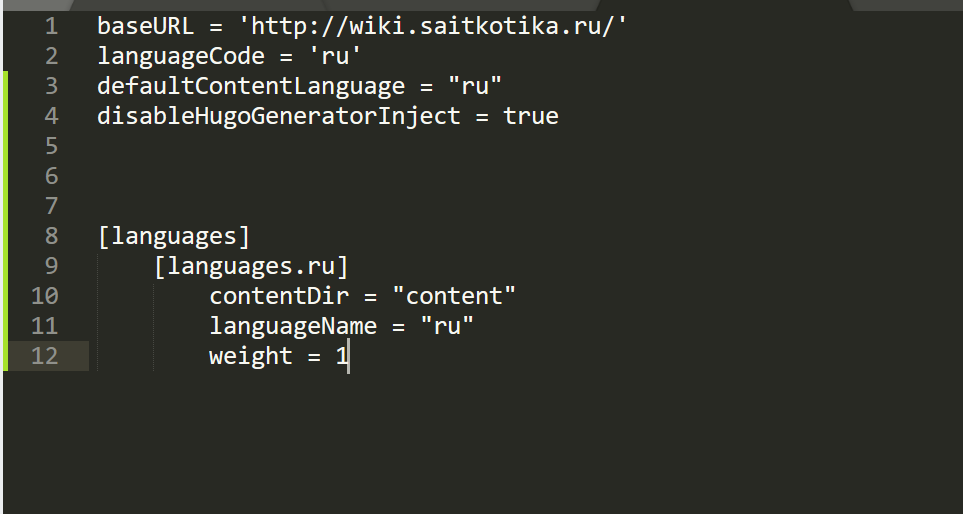 1 baseURL = 'http://wiki.saitkotika.ru/'
2 languageCode = 'ru'
3 defaultContentLanguage = "ru"
4 disableHugoGeneratorInject = true
5
6
7
8 [languages]
9 [languages.ru]
10 contentDir = "content"
11 languageName = "ru"
12 weight = 1